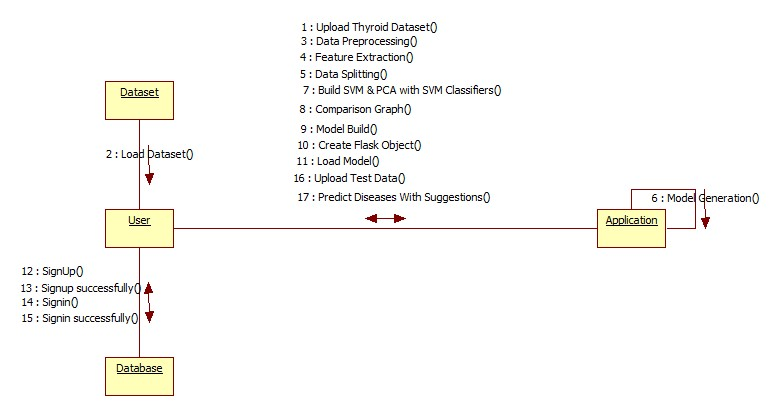 1 : Upload Thyroid Dataset()
3 : Data Preprocessing()
4 : Feature Extraction()
5 : Data Splitting()
7 : Build SVM & PCA with SVM Classifiers()
8 : Comparison Graph()
9 : Model Build()
10 : Create Flask Object()
11 : Load Model()
16 : Upload Test Data()
17 : Predict Diseases With Suggestions()
Dataset
2 : Load Dataset()
6 : Model Generation()
User
Application
12 : SignUp()
13 : Signup successfully()
14 : Signin()
15 : Signin successfully()
Database